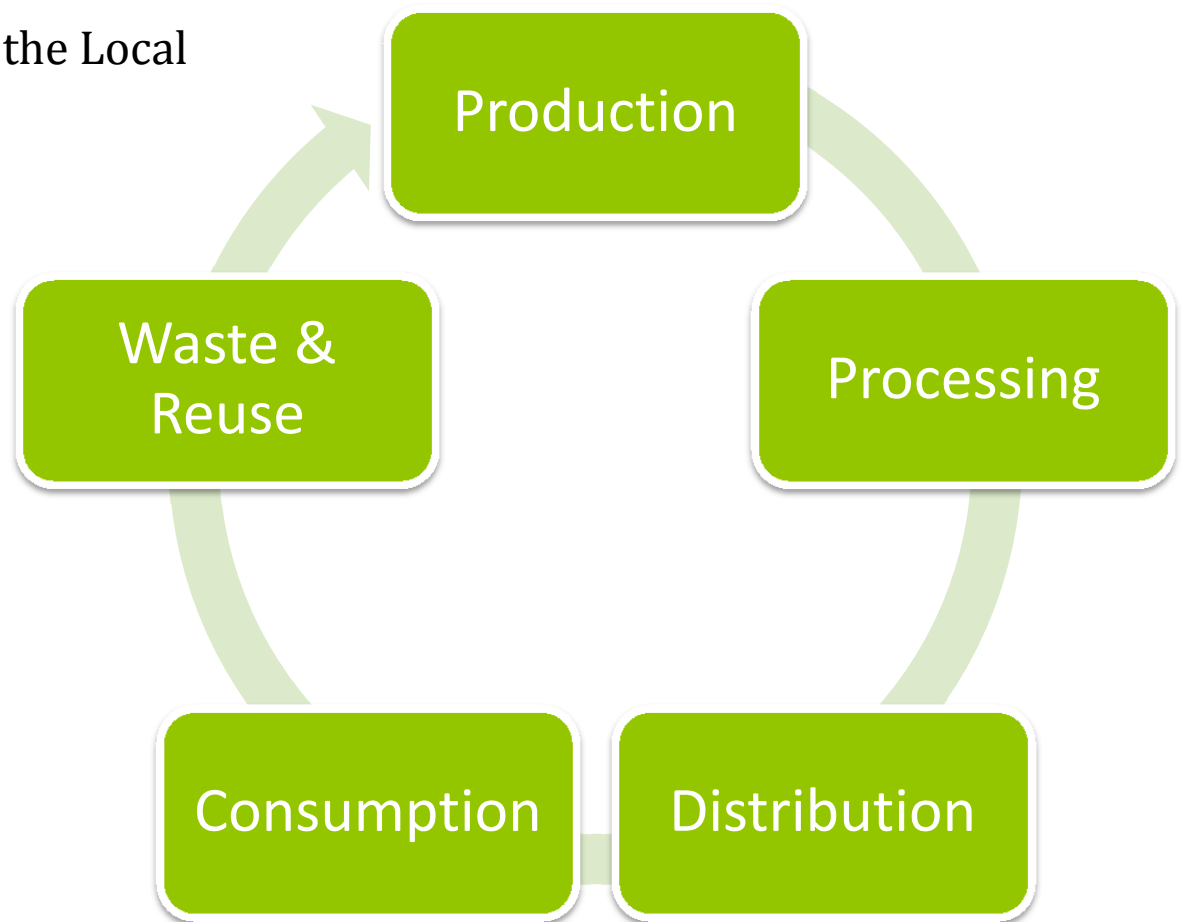 the Local
Production
Processing
Distribution
Consumption
Waste &
Reuse